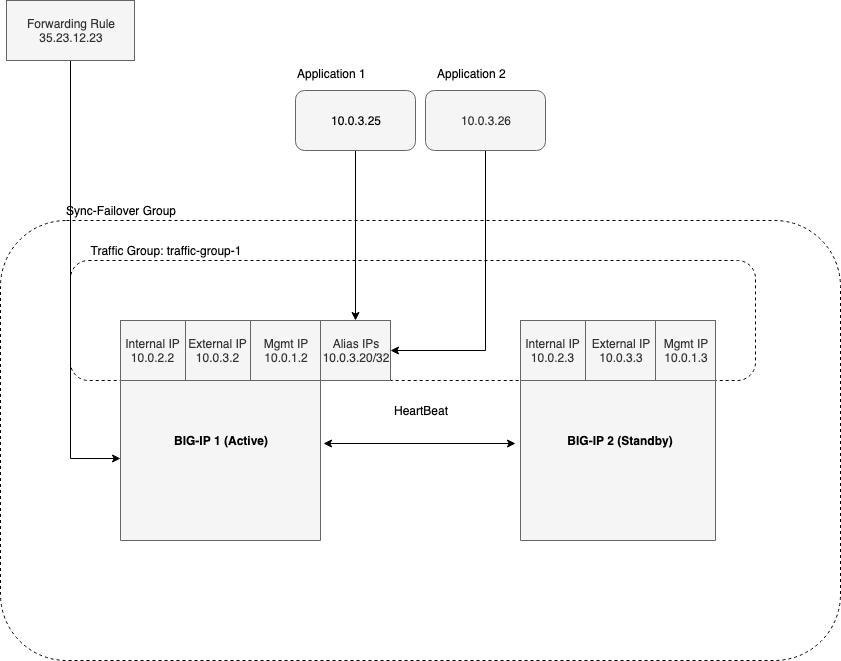 Forwarding Rule
35.23.12.23
Application 1
Application 2
10.0.3.25
10.0.3.26
Sync-Failover Group
Traffic Group: traffic-group-1
Internal IP
10.0.2.2
External IP
10.0.3.2
Mgmt IP
10.0.1.2
Alias IPs
10.0.3.20/32
Internal IP
10.0.2.3
External IP
10.0.3.3
Mgmt IP
10.0.1.3
HeartBeat
BIG-IP 1 (Active)
BIG-IP 2 (Standby)